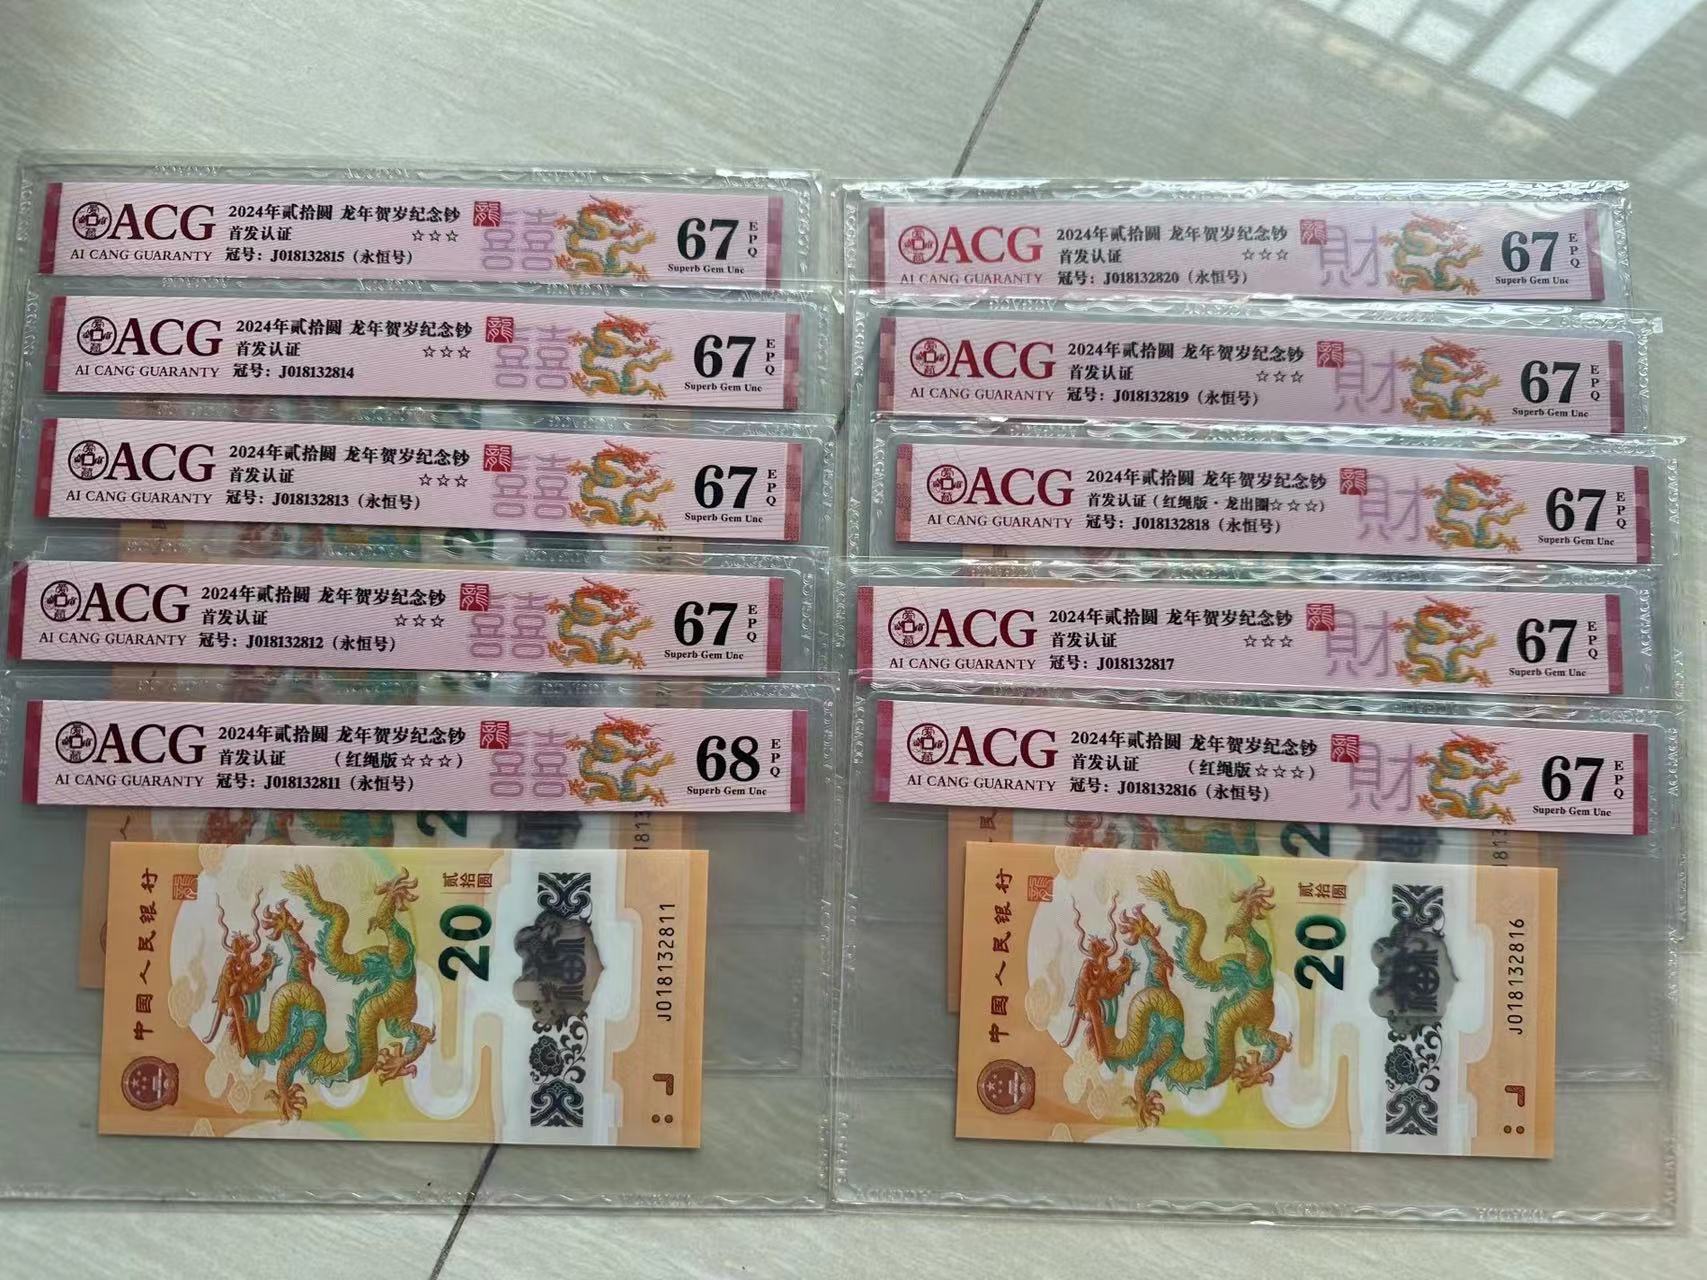 ACG
AI CANG GUARANTY
2024年贰拾圆 龙年贺岁纪念钞
首发认证 ☆☆☆
冠号：J018132815（永恒号）
67 EPQ
Superb Gem Unc
ACG
AI CANG GUARANTY
2024年贰拾圆 龙年贺岁纪念钞
首发认证 ☆☆☆
冠号：J018132814
67 EPQ
Superb Gem Unc
ACG
AI CANG GUARANTY
2024年贰拾圆 龙年贺岁纪念钞
首发认证 ☆☆☆
冠号：J018132813（永恒号）
67 EPQ
Superb Gem Unc
ACG
AI CANG GUARANTY
2024年贰拾圆 龙年贺岁纪念钞
首发认证 ☆☆☆
冠号：J018132812（永恒号）
67 EPQ
Superb Gem Unc
ACG
AI CANG GUARANTY
2024年贰拾圆 龙年贺岁纪念钞
首发认证 （红绳版☆☆☆）
冠号：J018132811（永恒号）
68 EPQ
Superb Gem Unc
中国人民银行
贰拾圆
20
福
J018132811
ACG
AI CANG GUARANTY
2024年贰拾圆 龙年贺岁纪念钞
首发认证 ☆☆☆
冠号：J018132820（永恒号）
財
67 EPQ
Superb Gem Unc
ACG
AI CANG GUARANTY
2024年贰拾圆 龙年贺岁纪念钞
首发认证 ☆☆☆
冠号：J018132819（永恒号）
財
67 EPQ
Superb Gem Unc
ACG
AI CANG GUARANTY
2024年贰拾圆 龙年贺岁纪念钞
首发认证（红绳版·龙出圈☆☆☆）
冠号：J018132818（永恒号）
財
67 EPQ
Superb Gem Unc
ACG
AI CANG GUARANTY
2024年贰拾圆 龙年贺岁纪念钞
首发认证 ☆☆☆
冠号：J018132817
財
67 EPQ
Superb Gem Unc
ACG
AI CANG GUARANTY
2024年贰拾圆 龙年贺岁纪念钞
首发认证 （红绳版☆☆☆）
冠号：J018132816（永恒号）
財
67 EPQ
Superb Gem Unc
中国人民银行
贰拾圆
20
福
J018132816